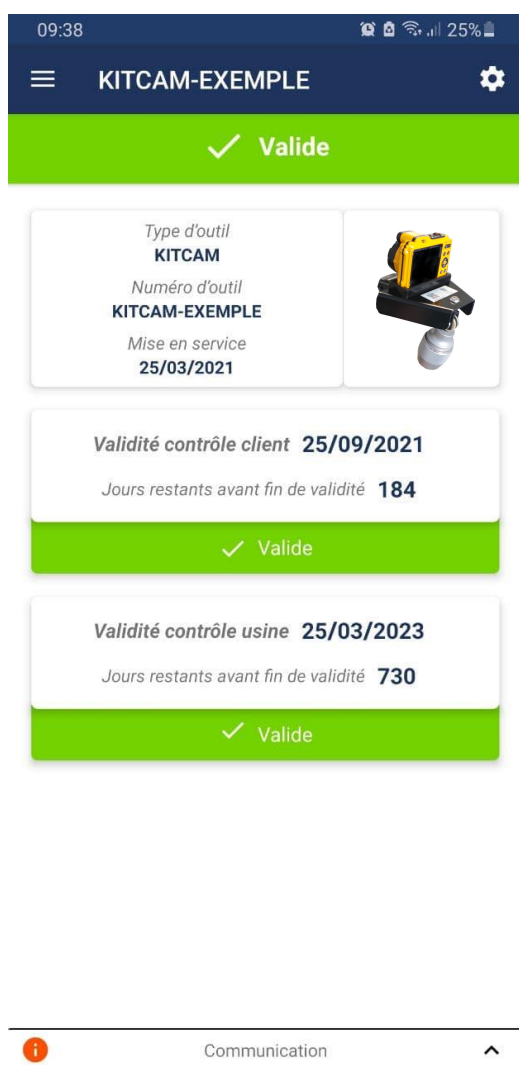 09:38 25%
KITCAM-EXEMPLE
Valide
Type d'outil
KITCAM
Numéro d'outil
KITCAM-EXEMPLE
Mise en service
25/03/2021
Validité contrôle client 25/09/2021
Jours restants avant fin de validité 184
Valide
Validité contrôle usine 25/03/2023
Jours restants avant fin de validité 730
Valide
Communication